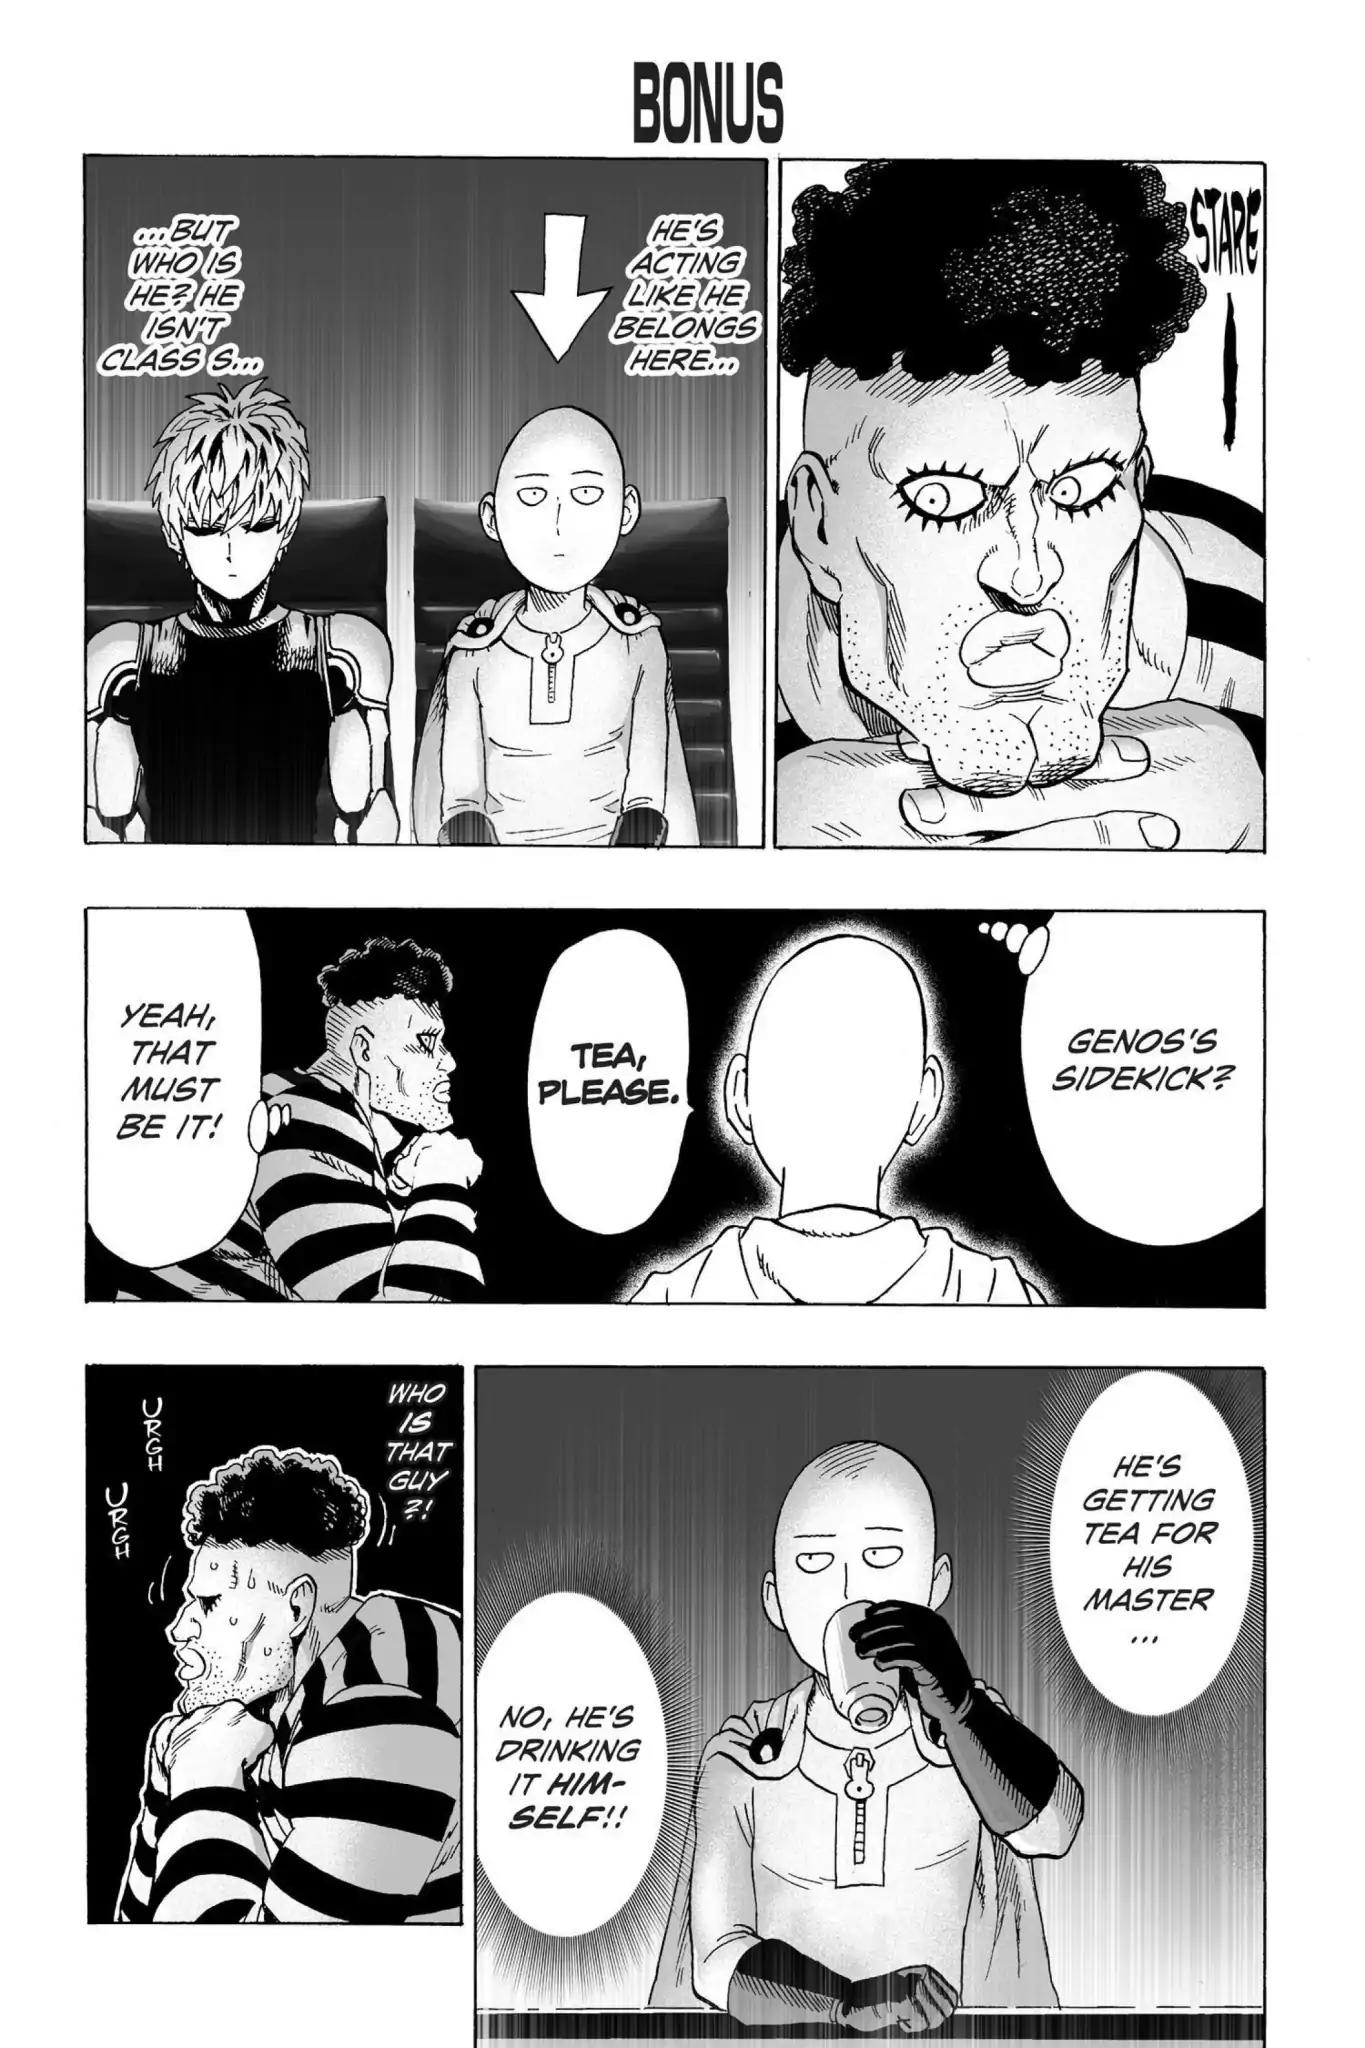 BONUS
STARE
HE'S
ACTING
LIKE HE
BELONGS
HERE...
...BUT
WHO IS
HE? HE
ISN'T
CLASS S...
GENOS'S
SIDEKICK?
TEA,
PLEASE.
YEAH,
THAT
MUST
BE IT!
HE'S
GETTING
TEA FOR
HIS
MASTER
...
NO, HE'S
DRINKING
IT HIM-
SELF!!
WHO
IS
THAT
GUY
?!
URGH
URGH